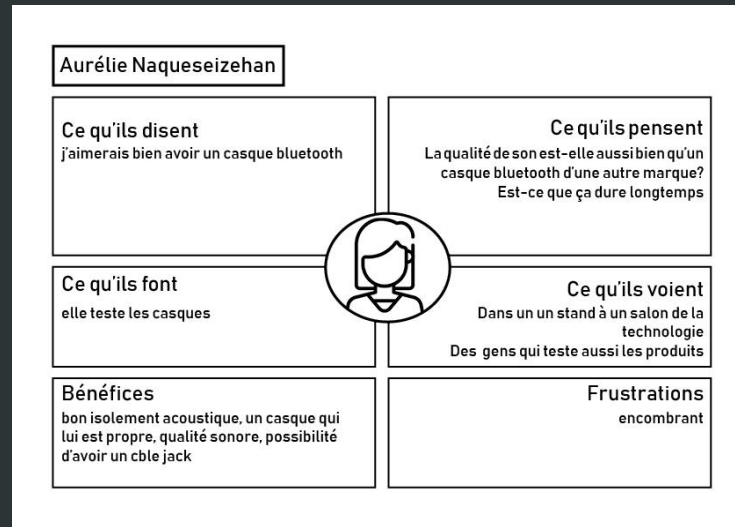 Aurélie Naqueseizehan
Ce qu'ils disent
j'aimerais bien avoir un casque bluetooth
Ce qu'ils pensent
La qualité de son est-elle aussi bien qu'un
casque bluetooth d'une autre marque?
Est-ce que ça dure longtemps
Ce qu'ils font
elle teste les casques
Ce qu'ils voient
Dans un un stand à un salon de la
technologie
Des gens qui teste aussi les produits
Bénéfices
bon isolement acoustique, un casque qui
lui est propre, qualité sonore, possibilité
d'avoir un cble jack
Frustrations
encombrant